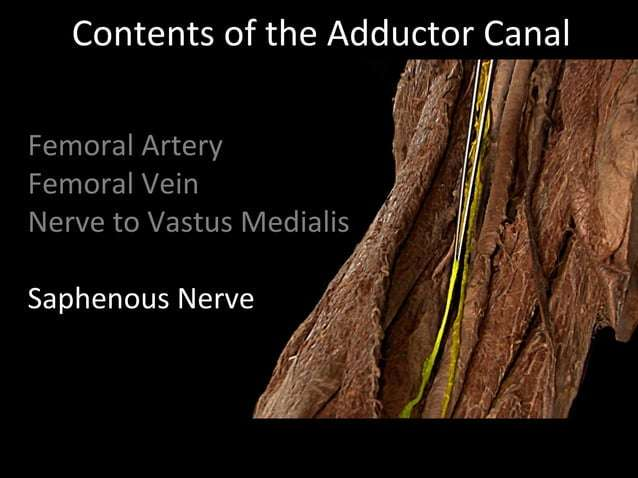 Contents of the Adductor Canal
Femoral Artery
Femoral Vein
Nerve to Vastus Medialis
Saphenous Nerve